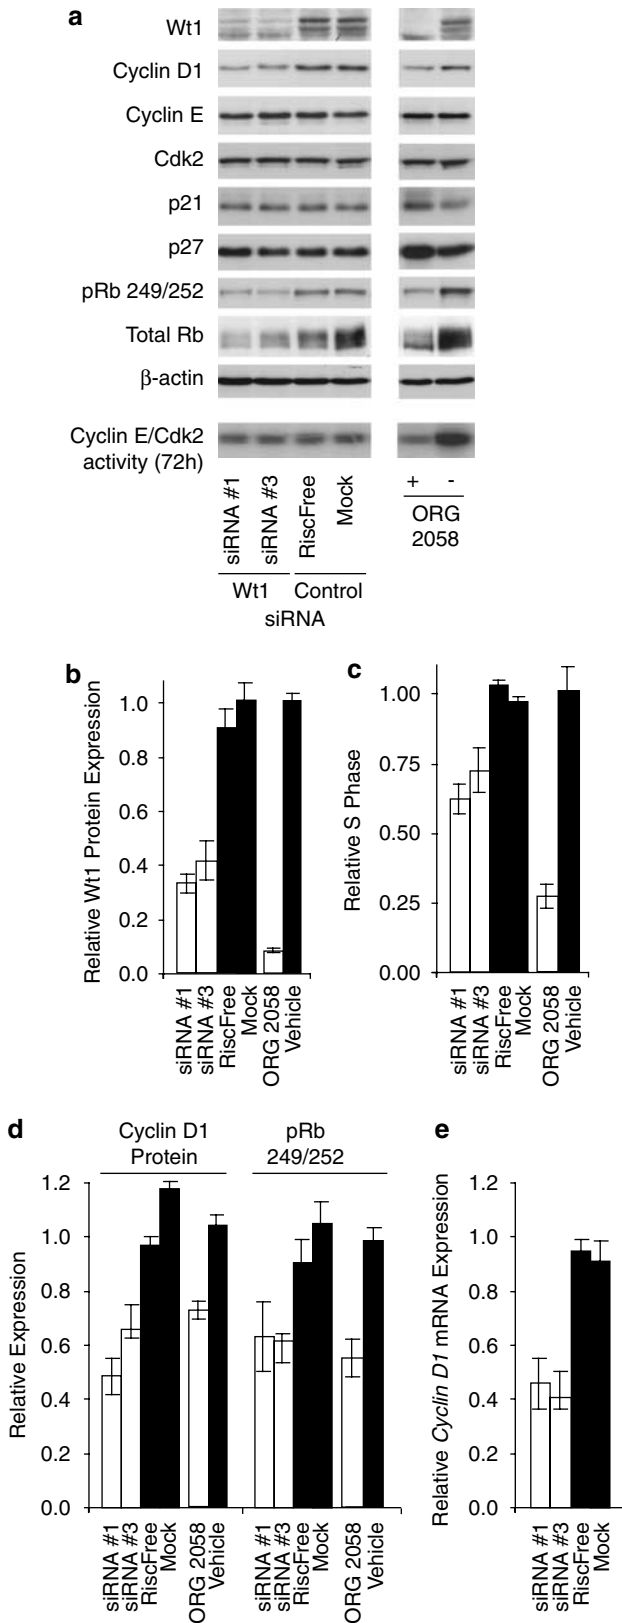 a
Wt1
Cyclin D1
Cyclin E
Cdk2
p21
p27
pRb 249/252
Total Rb
β-actin
Cyclin E/Cdk2
activity (72h)
siRNA #1
siRNA #3
RiscFree
Mock
Wt1
Control
siRNA
+
-
ORG
2058
b
Relative Wt1 Protein Expression
1.0
0.8
0.6
0.4
0.2
0.0
siRNA #1
siRNA #3
RiscFree
Mock
ORG 2058
Vehicle
c
Relative S Phase
1.00
0.75
0.50
0.25
0.00
siRNA #1
siRNA #3
RiscFree
Mock
ORG 2058
Vehicle
d
Cyclin D1
Protein
pRb
249/252
Relative Expression
1.2
1.0
0.8
0.6
0.4
0.2
0.0
siRNA #1
siRNA #3
RiscFree
Mock
ORG 2058
Vehicle
siRNA #1
siRNA #3
RiscFree
Mock
ORG 2058
Vehicle
e
Relative Cyclin D1 mRNA Expression
1.2
1.0
0.8
0.6
0.4
0.2
0.0
siRNA #1
siRNA #3
RiscFree
Mock